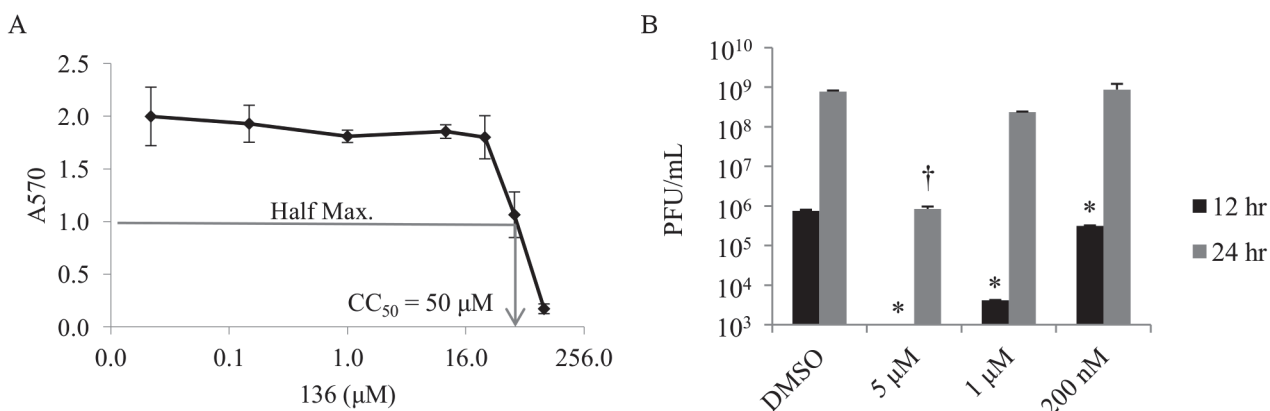 A
2.5
2.0
1.5
1.0
0.5
0.0
A570
Half Max.
CC50 = 50 μM
0.0 0.1 1.0 16.0 256.0
136 (μM)
B
10^10
10^9
10^8
10^7
10^6
10^5
10^4
10^3
PFU/mL
* † * *
DMSO 5 μM 1 μM 200 nM
12 hr
24 hr